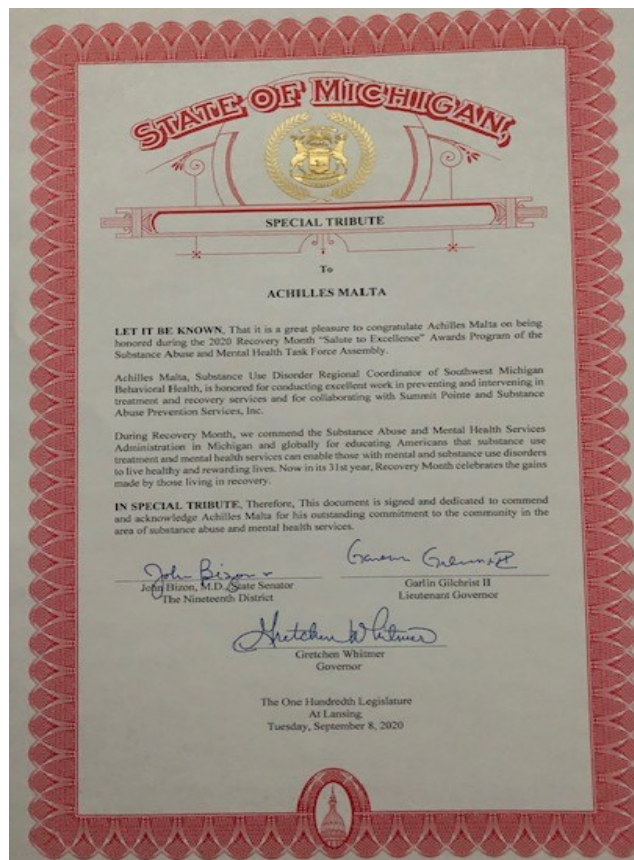 STATE OF MICHIGAN,
SPECIAL TRIBUTE
To
ACHILLES MALTA
LET IT BE KNOWN, That it is a great pleasure to congratulate Achilles Malta on being
honored during the 2020 Recovery Month “Salute to Excellence” Awards Program of the
Substance Abuse and Mental Health Task Force Assembly.
Achilles Malta, Substance Use Disorder Regional Coordinator of Southwest Michigan
Behavioral Health, is honored for conducting excellent work in preventing and intervening in
treatment and recovery services and for collaborating with Summit Pointe and Substance
Abuse Prevention Services, Inc.
During Recovery Month, we commend the Substance Abuse and Mental Health Services
Administration in Michigan and globally for educating Americans that substance use
treatment and mental health services can enable those with mental and substance use disorders
to live healthy and rewarding lives. Now in its 31st year, Recovery Month celebrates the gains
made by those living in recovery.
IN SPECIAL TRIBUTE, Therefore, This document is signed and dedicated to commend
and acknowledge Achilles Malta for his outstanding commitment to the community in the
area of substance abuse and mental health services.
John Bizon
John Bizon, M.D., State Senator
The Nineteenth District
Garlin Gilchrist II
Garlin Gilchrist II
Lieutenant Governor
Gretchen Whitmer
Gretchen Whitmer
Governor
The One Hundredth Legislature
At Lansing
Tuesday, September 8, 2020